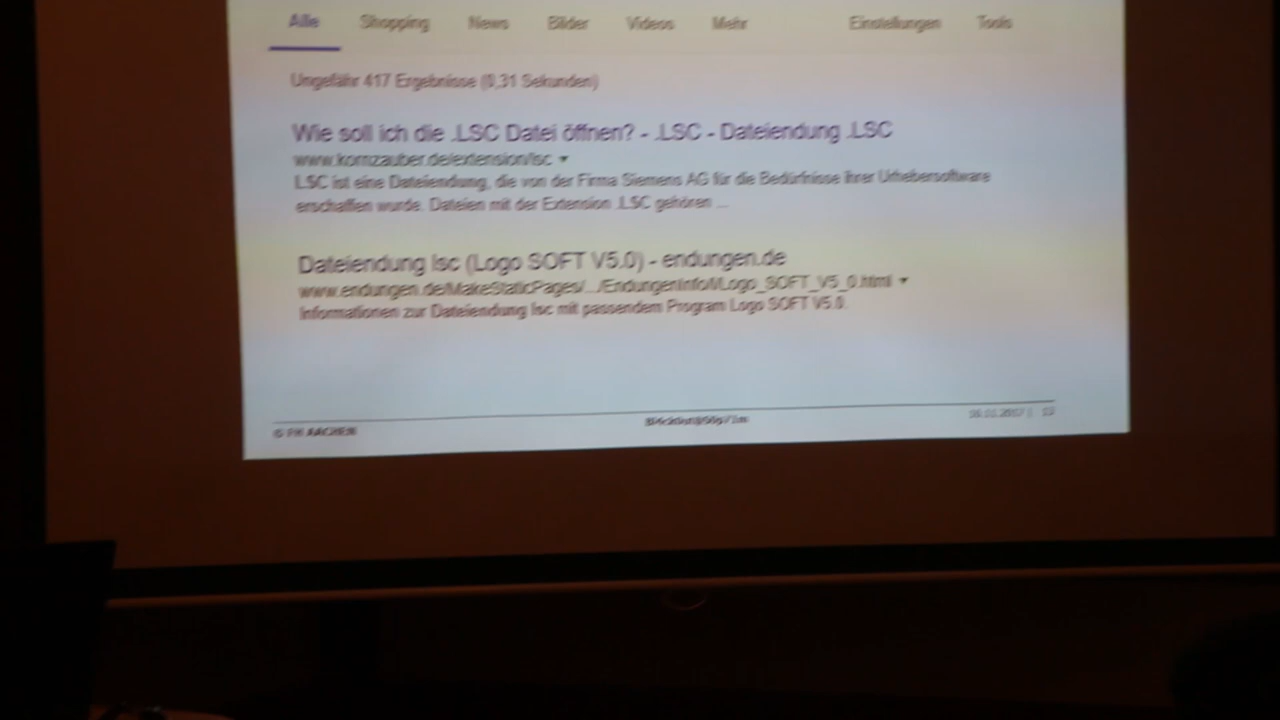 Alle Shopping News Bilder Videos Mehr Einstellungen Tools
Ungefähr 417 Ergebnisse (0,31 Sekunden)
Wie soll ich die .LSC Datei öffnen? - .LSC - Dateiendung .LSC
www.kornzauber.de/extension/lsc
LSC ist eine Dateiendung, die von der Firma Siemens AG für die Bedürfnisse Ihrer Urhebersoftware
erschaffen wurde. Dateien mit der Extension .LSC gehören ...
Dateiendung lsc (Logo SOFT V5.0) - endungen.de
www.endungen.de/MakeStaticPages/.../EndungenInfo/l/Logo_SOFT_V5_0.html
Informationen zur Dateiendung lsc mit passendem Program Logo SOFT V5.0.
© FH AACHEN